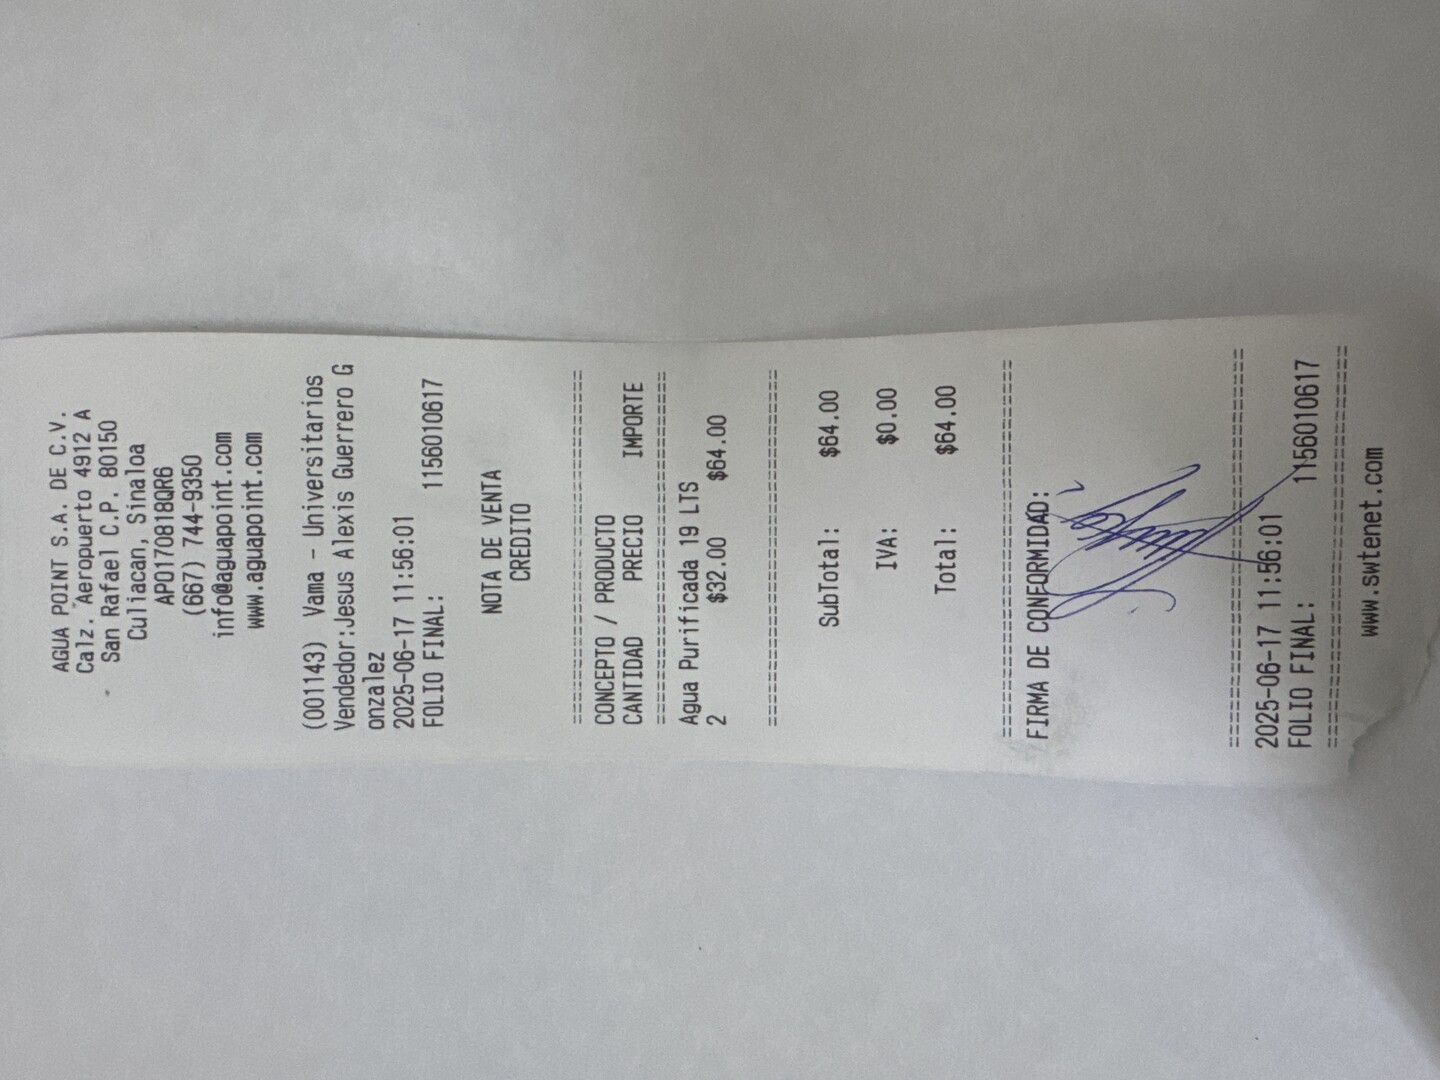 AGUA POINT S.A. DE C.V.
Calz. Aeropuerto 4912 A
San Rafael C.P. 80150
Culiacan, Sinaloa
APO170818QR6
(667) 744-9350
info@aguapoint.com
www.aguapoint.com
(001143) Vama - Universitarios
Vendedor:Jesus Alexis Guerrero G
onzalez
2025-06-17 11:56:01
FOLIO FINAL: 1156010617
NOTA DE VENTA
CREDITO
================================
CONCEPTO / PRODUCTO
CANTIDAD PRECIO IMPORTE
================================
Agua Purificada 19 LTS
2 $32.00 $64.00
================================
SubTotal: $64.00
IVA: $0.00
Total: $64.00
================================
FIRMA DE CONFORMIDAD:
================================
2025-06-17 11:56:01
FOLIO FINAL: 1156010617
================================
www.swtenet.com